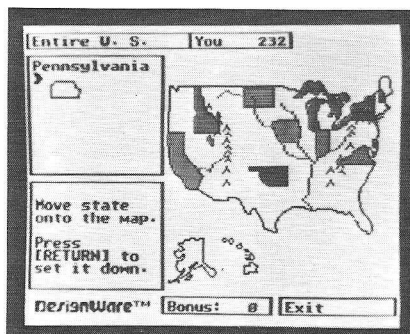 Entire U. S. You 232
Pennsylvania
Move state
onto the map.
Press
[RETURN] to
set it down.
DesignWare™ Bonus: 0 Exit